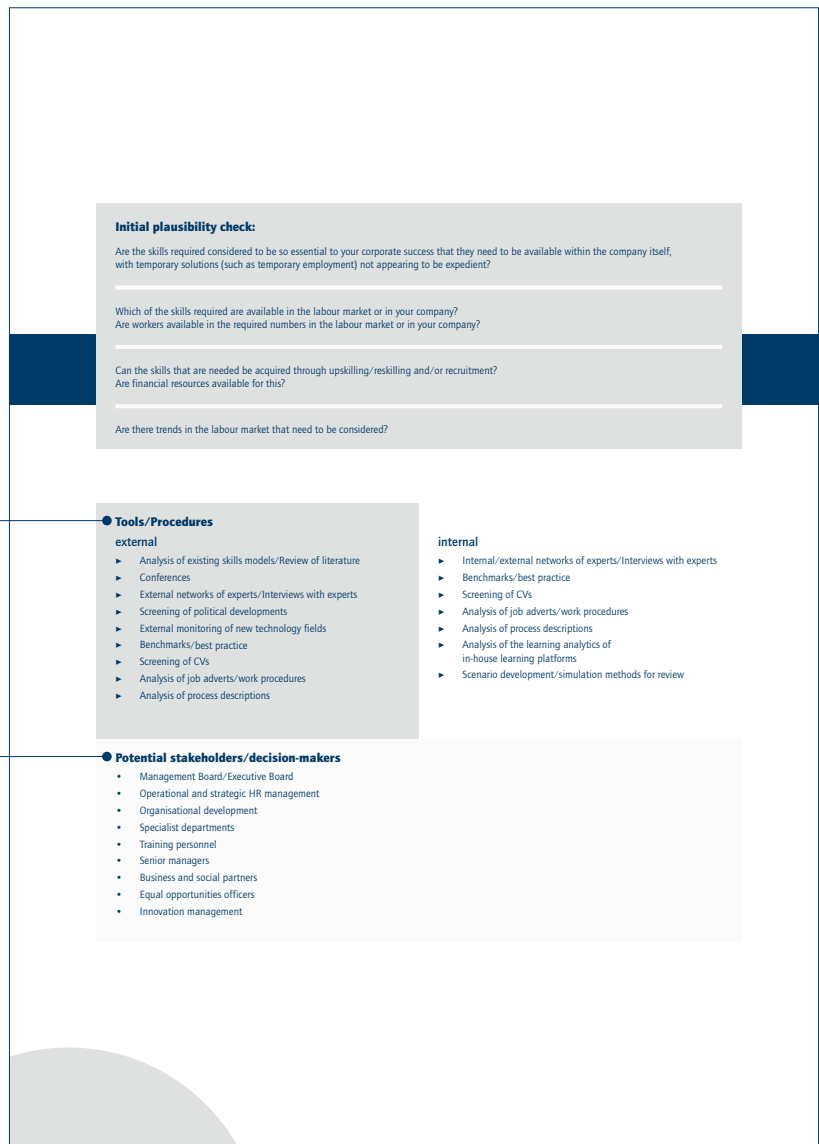 Initial plausibility check:
Are the skills required considered to be so essential to your corporate success that they need to be available within the company itself,
with temporary solutions (such as temporary employment) not appearing to be expedient?
Which of the skills required are available in the labour market or in your company?
Are workers available in the required numbers in the labour market or in your company?
Can the skills that are needed be acquired through upskilling/reskilling and/or recruitment?
Are financial resources available for this?
Are there trends in the labour market that need to be considered?
Tools/Procedures
external
► Analysis of existing skills models/Review of literature
► Conferences
► External networks of experts/Interviews with experts
► Screening of political developments
► External monitoring of new technology fields
► Benchmarks/best practice
► Screening of CVs
► Analysis of job adverts/work procedures
► Analysis of process descriptions
internal
► Internal/external networks of experts/Interviews with experts
► Benchmarks/best practice
► Screening of CVs
► Analysis of job adverts/work procedures
► Analysis of process descriptions
► Analysis of the learning analytics of
in-house learning platforms
► Scenario development/simulation methods for review
Potential stakeholders/decision-makers
• Management Board/Executive Board
• Operational and strategic HR management
• Organisational development
• Specialist departments
• Training personnel
• Senior managers
• Business and social partners
• Equal opportunities officers
• Innovation management